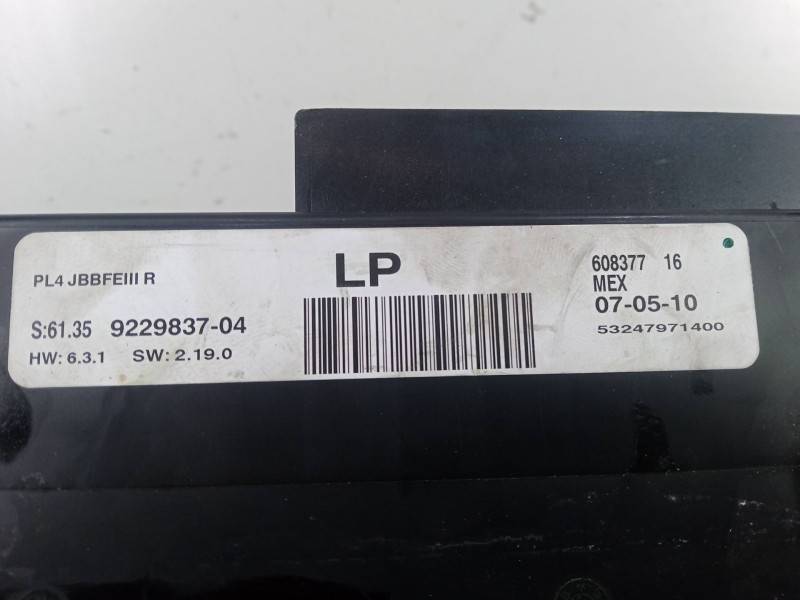 PL4 JBBFEIII R
LP
608377 16
MEX
07-05-10
53247971400
S:61.35 9229837-04
HW: 6.3.1 SW: 2.19.0